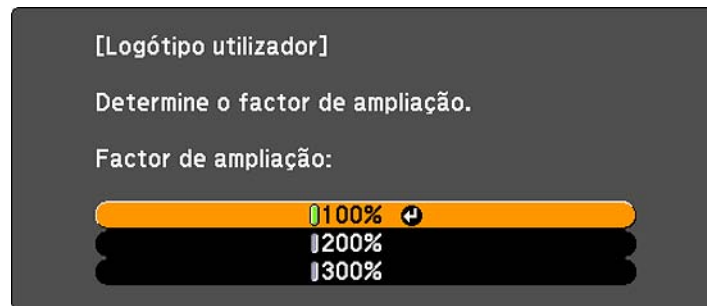 [Logótipo utilizador]
Determine o factor de ampliação.
Factor de ampliação:
100%
200%
300%